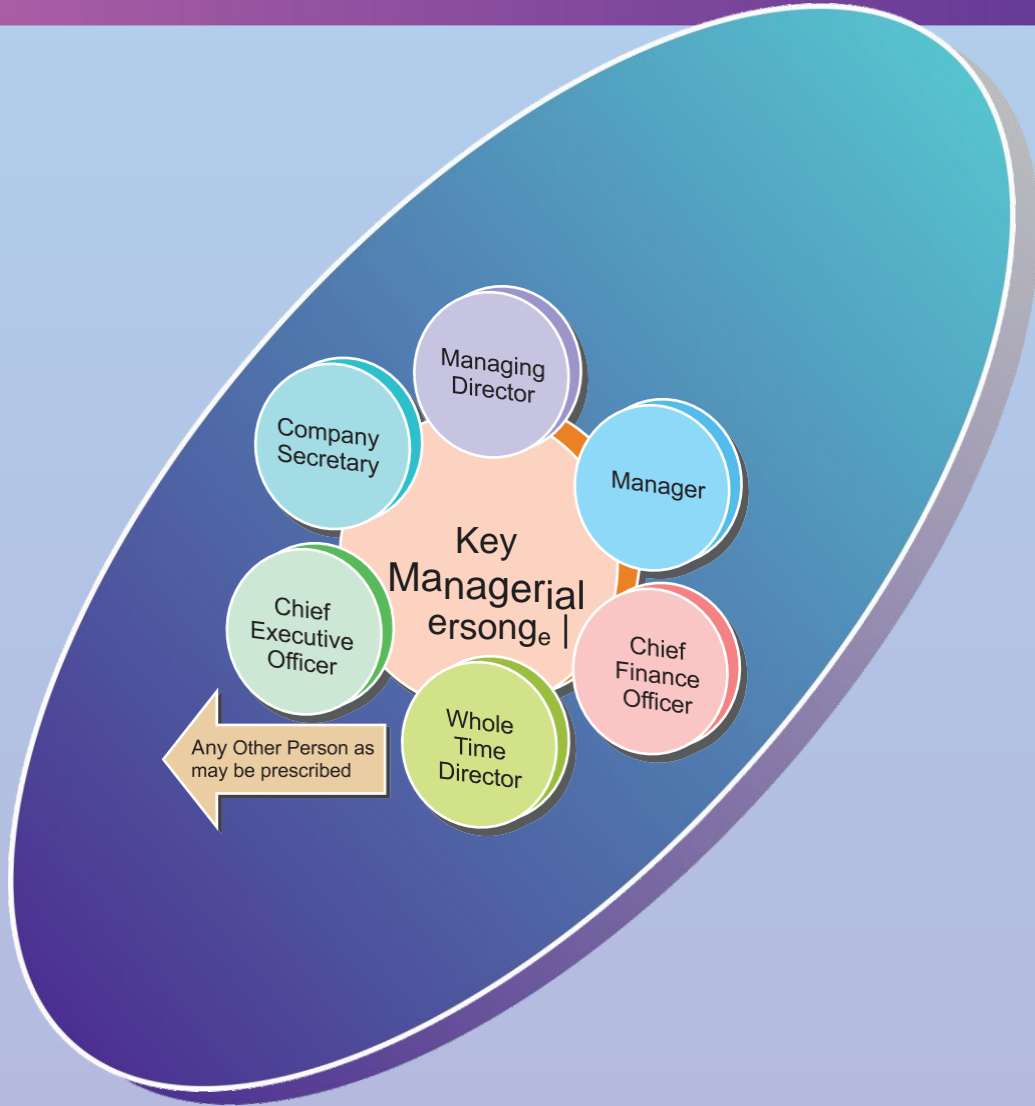 Managing
Director
Company
Secretary
Manager
Key
Managerial
ersonge l
Chief
Executive
Officer
Chief
Finance
Officer
Whole
Time
Director
Any Other Person as
may be prescribed